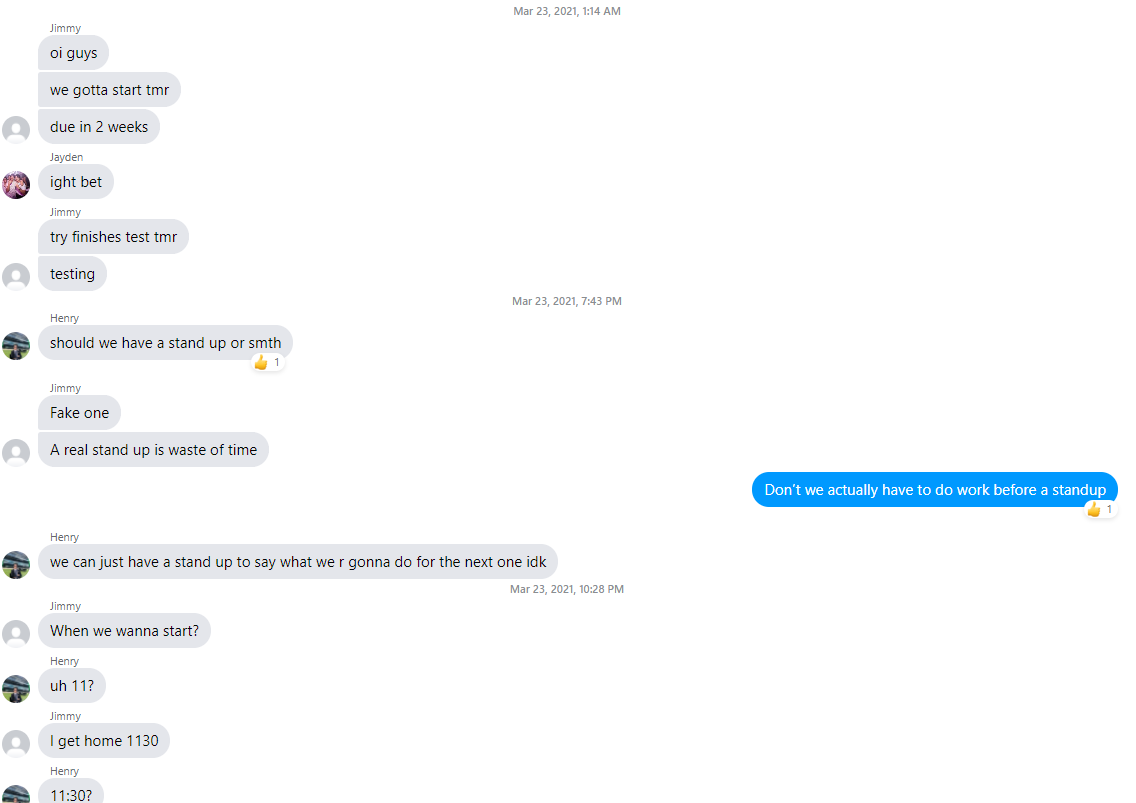 Mar 23, 2021, 1:14 AM
Jimmy
oi guys
we gotta start tmr
due in 2 weeks
Jayden
ight bet
Jimmy
try finishes test tmr
testing
Mar 23, 2021, 7:43 PM
Henry
should we have a stand up or smth
👍 1
Jimmy
Fake one
A real stand up is waste of time
Don't we actually have to do work before a standup
👍 1
Henry
we can just have a stand up to say what we r gonna do for the next one idk
Mar 23, 2021, 10:28 PM
Jimmy
When we wanna start?
Henry
uh 11?
Jimmy
I get home 1130
Henry
11:30?